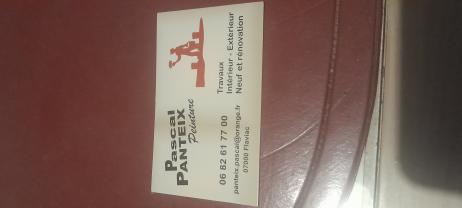 Pascal
PANTEIX
Peinture
Travaux
Intérieur - Extérieur
Neuf et rénovation
06 82 61 77 00
panteix.pascal@orange.fr
07000 Flaviac